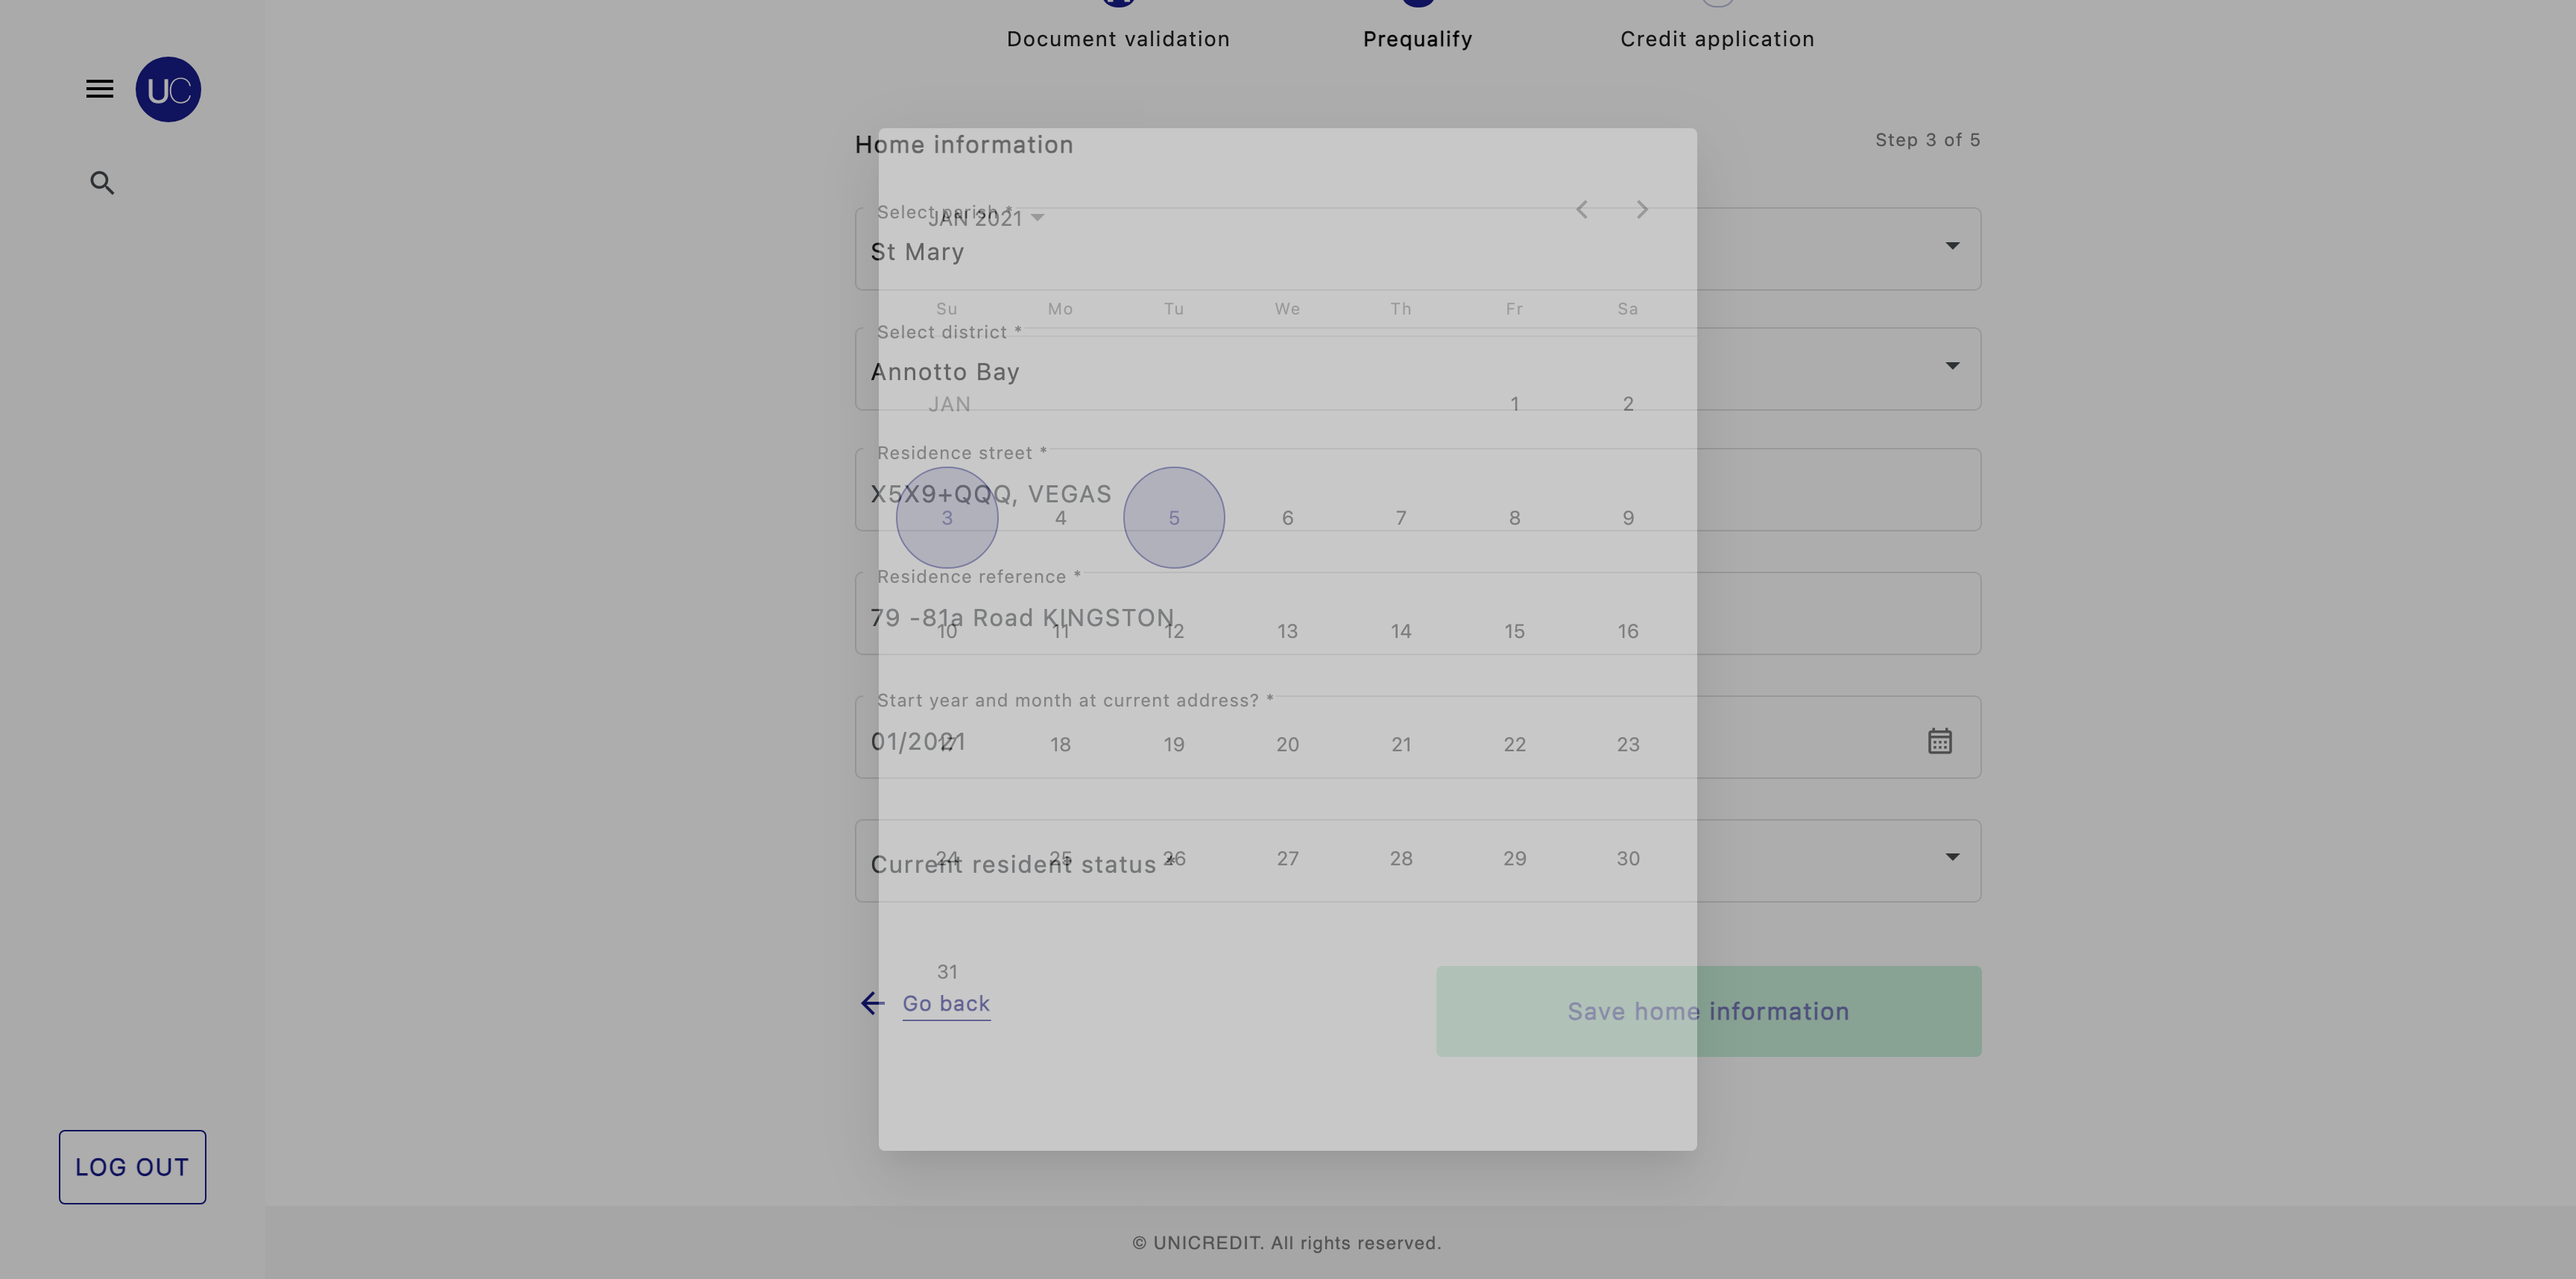 Document validation
Prequalify
Credit application
UC
Home information
Step 3 of 5
Select parish *
JAN 2021
St Mary
Su Mo Tu We Th Fr Sa
Select district *
Annotto Bay
JAN 1 2
Residence street *
X5X9+QQQ, VEGAS
3 4 5 6 7 8 9
Residence reference *
79 -81a Road KINGSTON
10 11 12 13 14 15 16
Start year and month at current address? *
01/2021
17 18 19 20 21 22 23
24 25 26 27 28 29 30
Current resident status *
31
Go back
Save home information
LOG OUT
© UNICREDIT. All rights reserved.